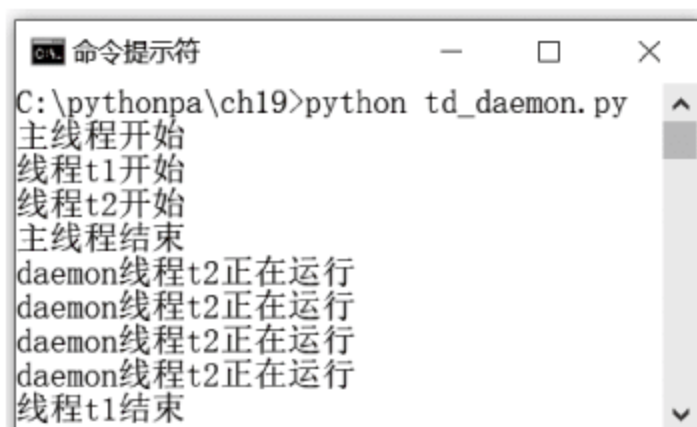 命令提示符
C:\pythonpa\ch19>python td_daemon.py
主线程开始
线程t1开始
线程t2开始
主线程结束
daemon线程t2正在运行
daemon线程t2正在运行
daemon线程t2正在运行
daemon线程t2正在运行
线程t1结束